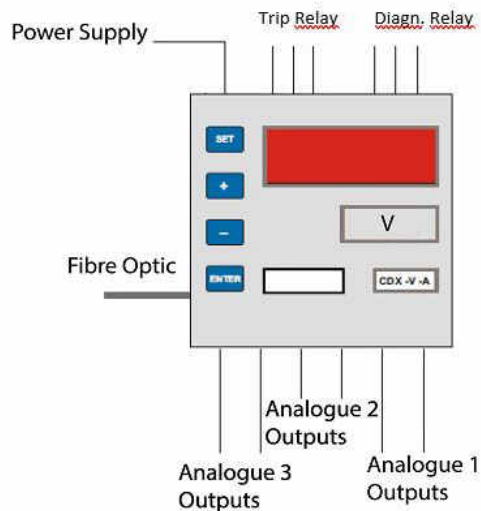 Trip Relay
Diagn. Relay
Power Supply
SET
+
V
–
Fibre Optic
ENTER
CDX -V -A
Analogue 2
Outputs
Analogue 3
Outputs
Analogue 1
Outputs